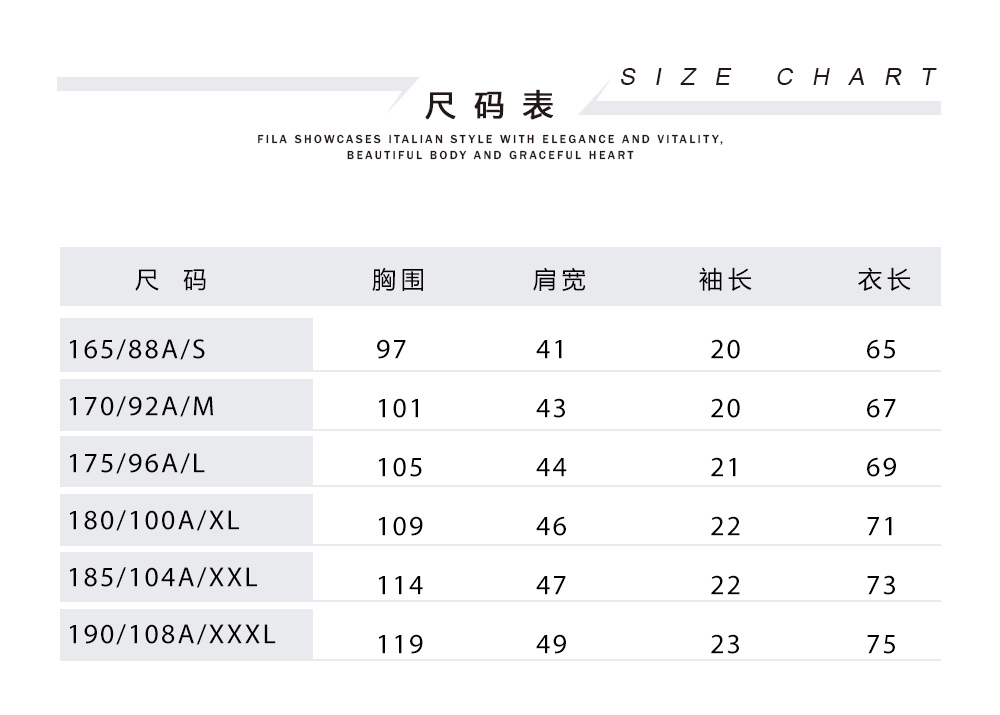 SIZE CHART
尺码表
FILA SHOWCASES ITALIAN STYLE WITH ELEGANCE AND VITALITY,
BEAUTIFUL BODY AND GRACEFUL HEART
尺 码 胸围 肩宽 袖长 衣长
165/88A/S 97 41 20 65
170/92A/M 101 43 20 67
175/96A/L 105 44 21 69
180/100A/XL 109 46 22 71
185/104A/XXL 114 47 22 73
190/108A/XXXL 119 49 23 75